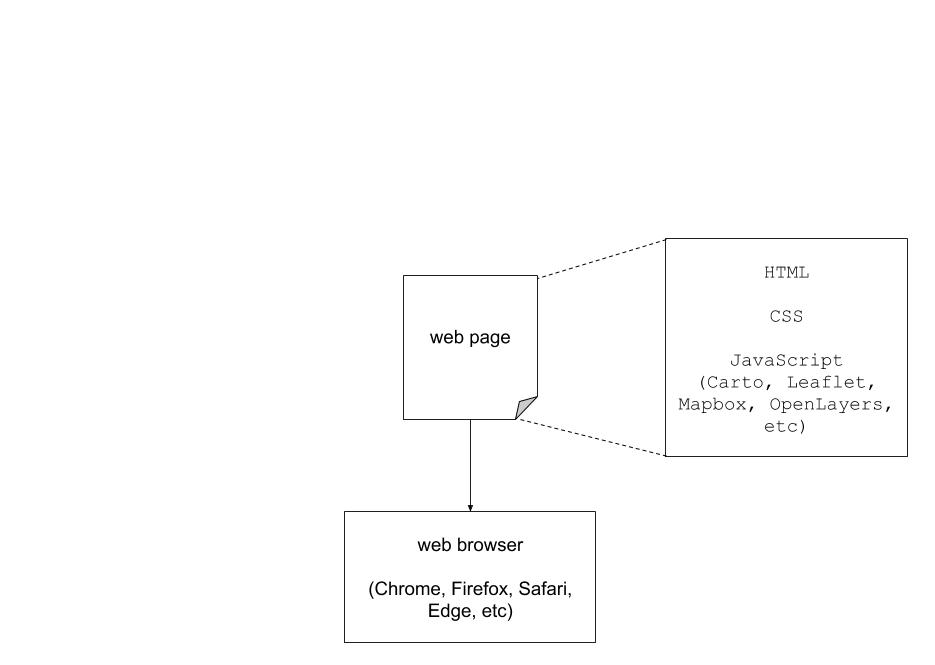 web page
HTML
CSS
JavaScript
(Carto, Leaflet,
Mapbox, OpenLayers,
etc)
web browser
(Chrome, Firefox, Safari,
Edge, etc)